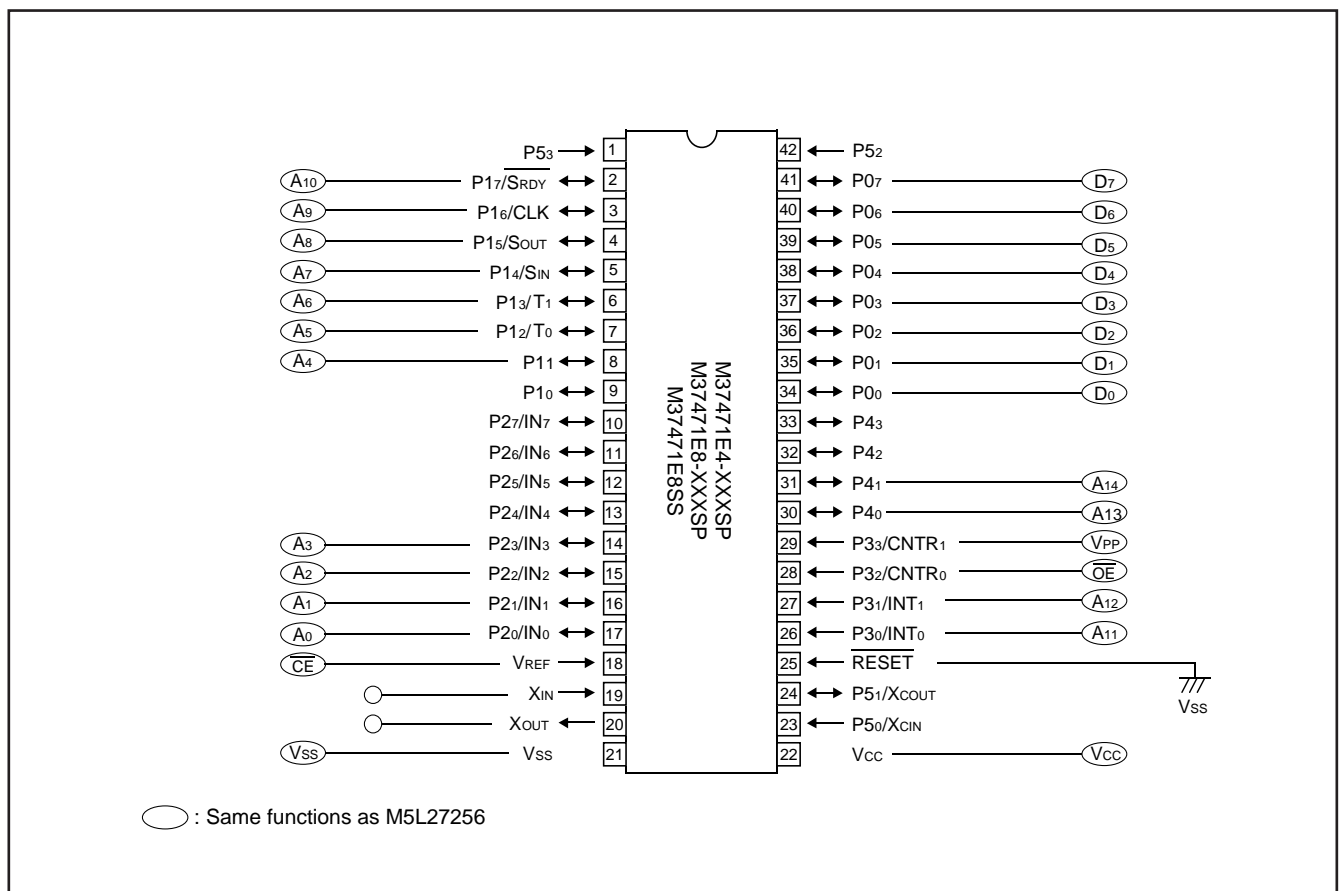 P53 1 42 P52
A10 P17/SRDY 2 41 P07 D7
A9 P16/CLK 3 40 P06 D6
A8 P15/SOUT 4 39 P05 D5
A7 P14/SIN 5 38 P04 D4
A6 P13/T1 6 37 P03 D3
A5 P12/T0 7 36 P02 D2
A4 P11 8 35 P01 D1
P10 9 34 P00 D0
P27/IN7 10 33 P43
P26/IN6 11 32 P42
P25/IN5 12 31 P41 A14
P24/IN4 13 30 P40 A13
A3 P23/IN3 14 29 P33/CNTR1 VPP
A2 P22/IN2 15 28 P32/CNTR0 OE
A1 P21/IN1 16 27 P31/INT1 A12
A0 P20/IN0 17 26 P30/INT0 A11
CE VREF 18 25 RESET
XIN 19 24 P51/XCOUT
VSS
XOUT 20 23 P50/XCIN
VSS VSS 21 22 VCC VCC
M37471E4-XXXSP
M37471E8-XXXSP
M37471E8SS
: Same functions as M5L27256